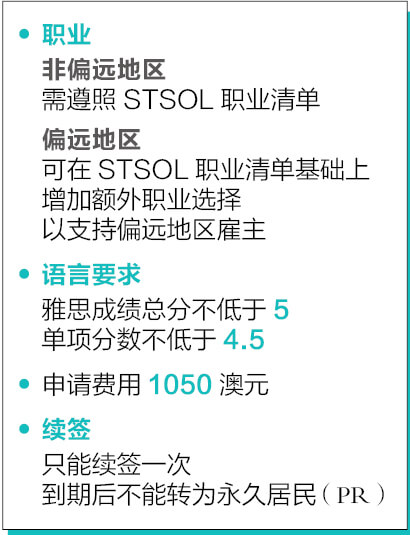 • 职业
非偏远地区
需遵照 STSOL 职业清单
偏远地区
可在 STSOL 职业清单基础上
增加额外职业选择
以支持偏远地区雇主
• 语言要求
雅思成绩总分不低于 5
单项分数不低于 4.5
• 申请费用 1050 澳元
• 续签
只能续签一次
到期后不能转为永久居民（PR）